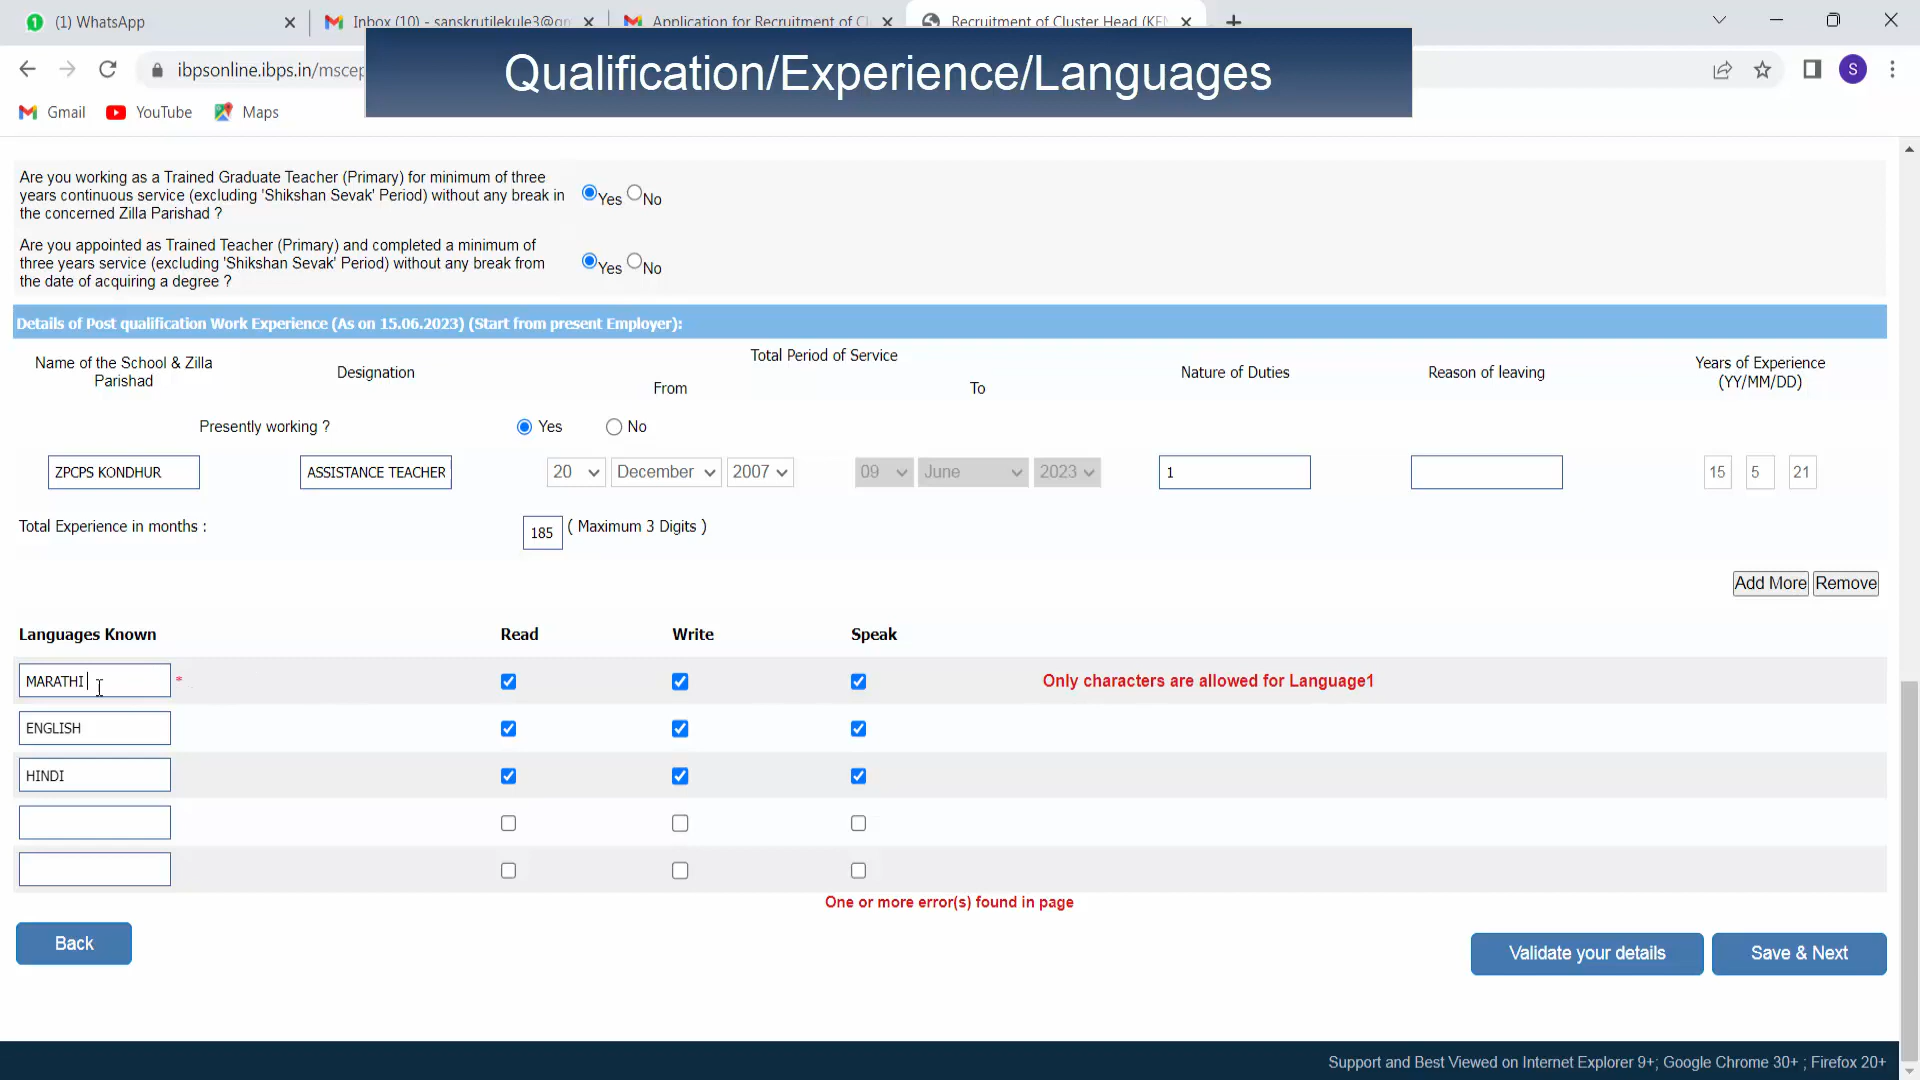 (1) WhatsApp
Inbox (10) - sanskrutilekule3@gm
Application for Recruitment of Cl
Recruitment of Cluster Head (KEN
ibpsonline.ibps.in/mscep
Qualification/Experience/Languages
S
Gmail
YouTube
Maps
Are you working as a Trained Graduate Teacher (Primary) for minimum of three
years continuous service (excluding 'Shikshan Sevak' Period) without any break in
the concerned Zilla Parishad ?
Yes No
Are you appointed as Trained Teacher (Primary) and completed a minimum of
three years service (excluding 'Shikshan Sevak' Period) without any break from
the date of acquiring a degree ?
Yes No
Details of Post qualification Work Experience (As on 15.06.2023) (Start from present Employer):
Name of the School & Zilla
Parishad
Designation
Total Period of Service
From
To
Nature of Duties
Reason of leaving
Years of Experience
(YY/MM/DD)
Presently working ?
Yes No
ZPCPS KONDHUR
ASSISTANCE TEACHER
20 December 2007
09 June 2023
1
15 5 21
Total Experience in months :
185 ( Maximum 3 Digits )
Add More Remove
Languages Known Read Write Speak
MARATHI * Only characters are allowed for Language1
ENGLISH
HINDI
One or more error(s) found in page
Back
Validate your details
Save & Next
Support and Best Viewed on Internet Explorer 9+; Google Chrome 30+ ; Firefox 20+